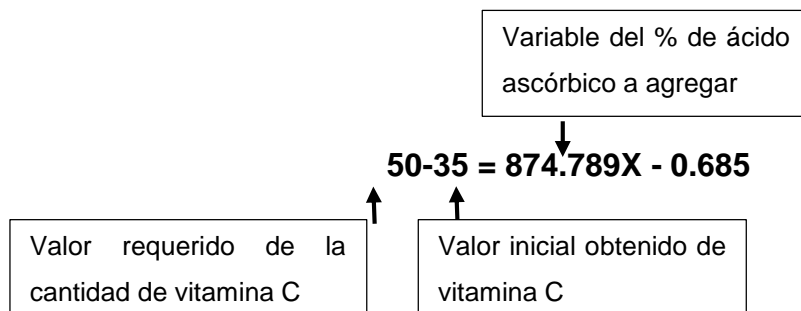 Variable del % de ácido
ascórbico a agregar
50-35 = 874.789X - 0.685
Valor requerido de la
cantidad de vitamina C
Valor inicial obtenido de
vitamina C